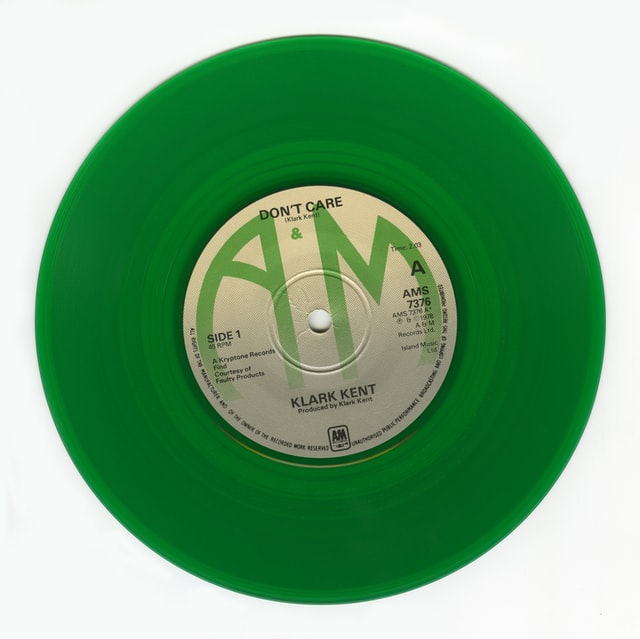 DON'T CARE
(Klark Kent)
A&M
Time: 2.03
A
AMS
7376
AMS 7376 A*
℗ & © 1978
A & M
Records Ltd.
Island Music
Ltd.
SIDE 1
45 RPM
A Kryptone Records
Find
Courtesy of
Faulty Products
KLARK KENT
Produced by Klark Kent
ALL RIGHTS OF THE MANUFACTURER AND OF THE OWNER OF THE RECORDED WORK RESERVED
AM
UNAUTHORISED PUBLIC PERFORMANCE BROADCASTING AND COPYING OF THIS RECORD PROHIBITED